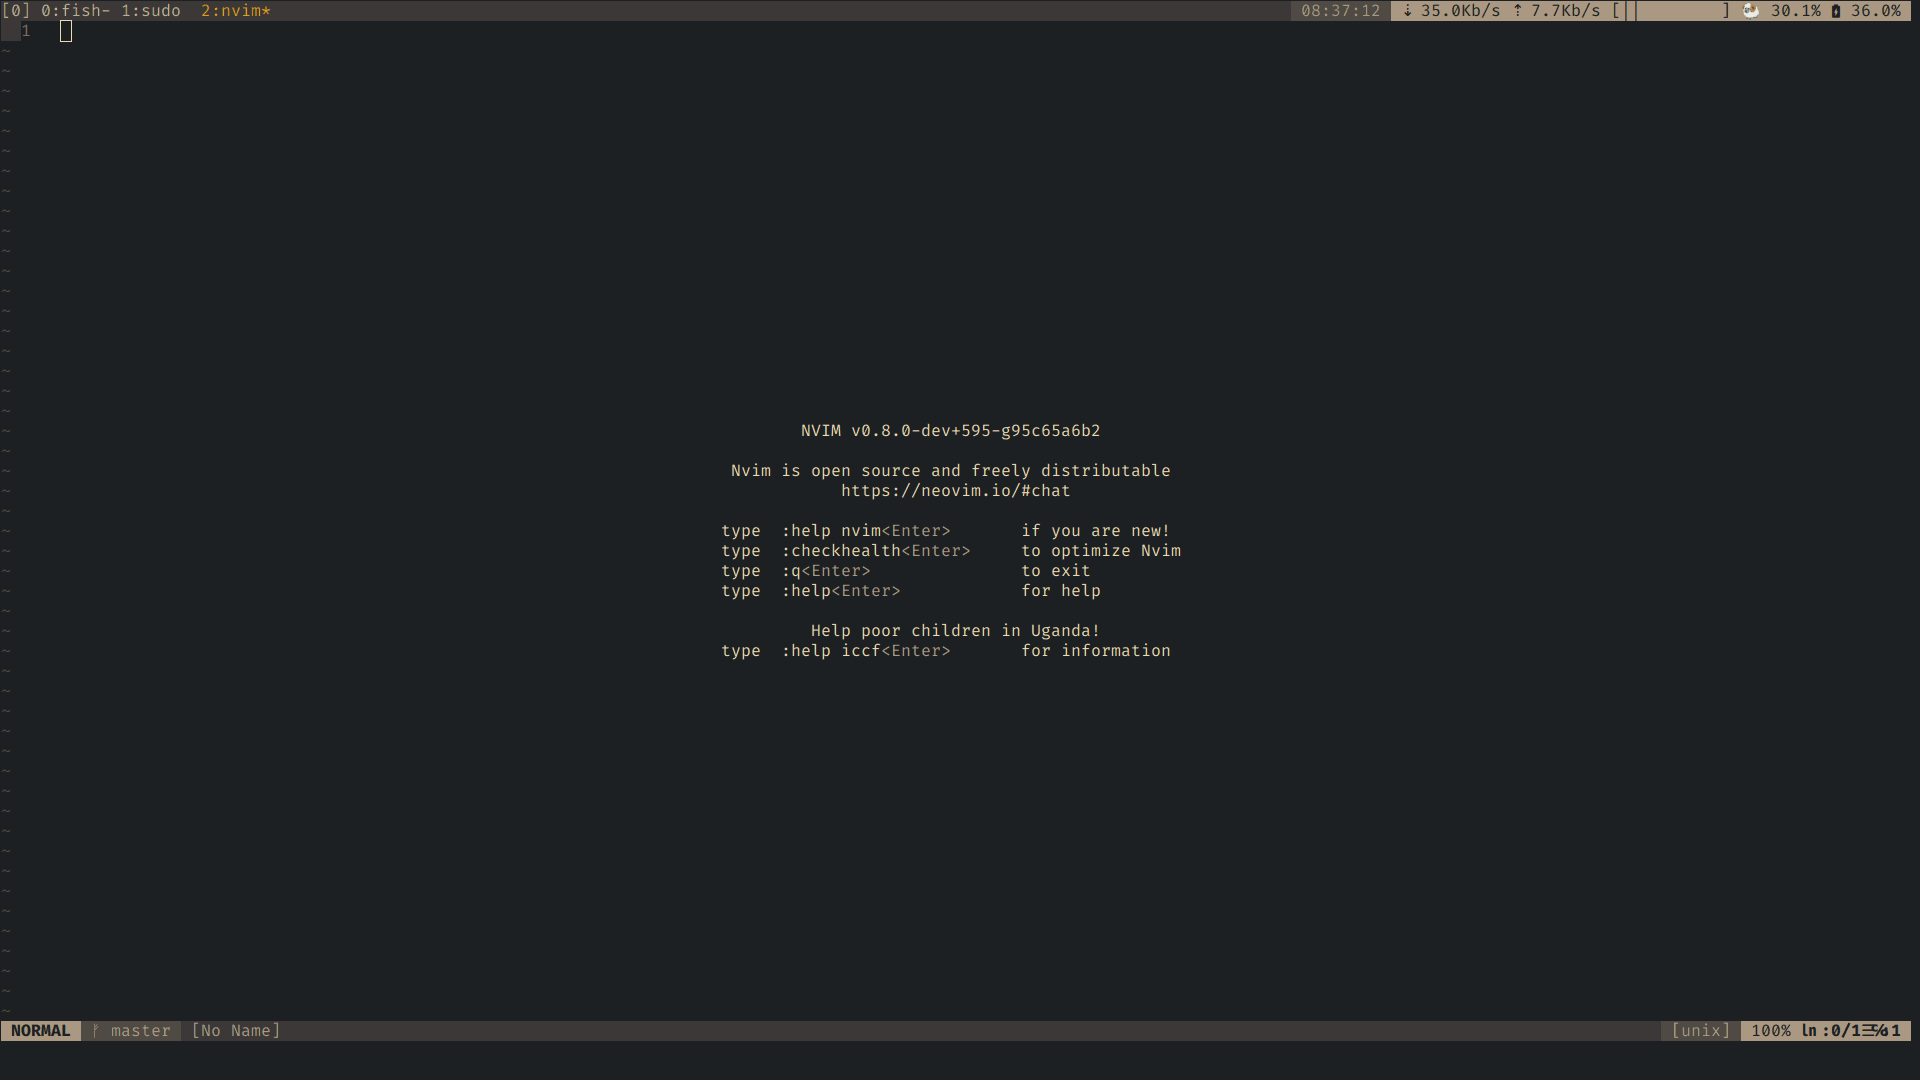 [0] 0:fish- 1:sudo  2:nvim* 08:37:12 ⇣ 35.0Kb/s ⇡ 7.7Kb/s [|| ] 🐏 30.1% 36.0%
1
NVIM v0.8.0-dev+595-g95c65a6b2
Nvim is open source and freely distributable
https://neovim.io/#chat
type  :help nvim<Enter>       if you are new!
type  :checkhealth<Enter>     to optimize Nvim
type  :q<Enter>               to exit
type  :help<Enter>            for help
Help poor children in Uganda!
type  :help iccf<Enter>       for information
NORMAL ᚠ master [No Name] [unix] 100% ln :0/1☰℅:1